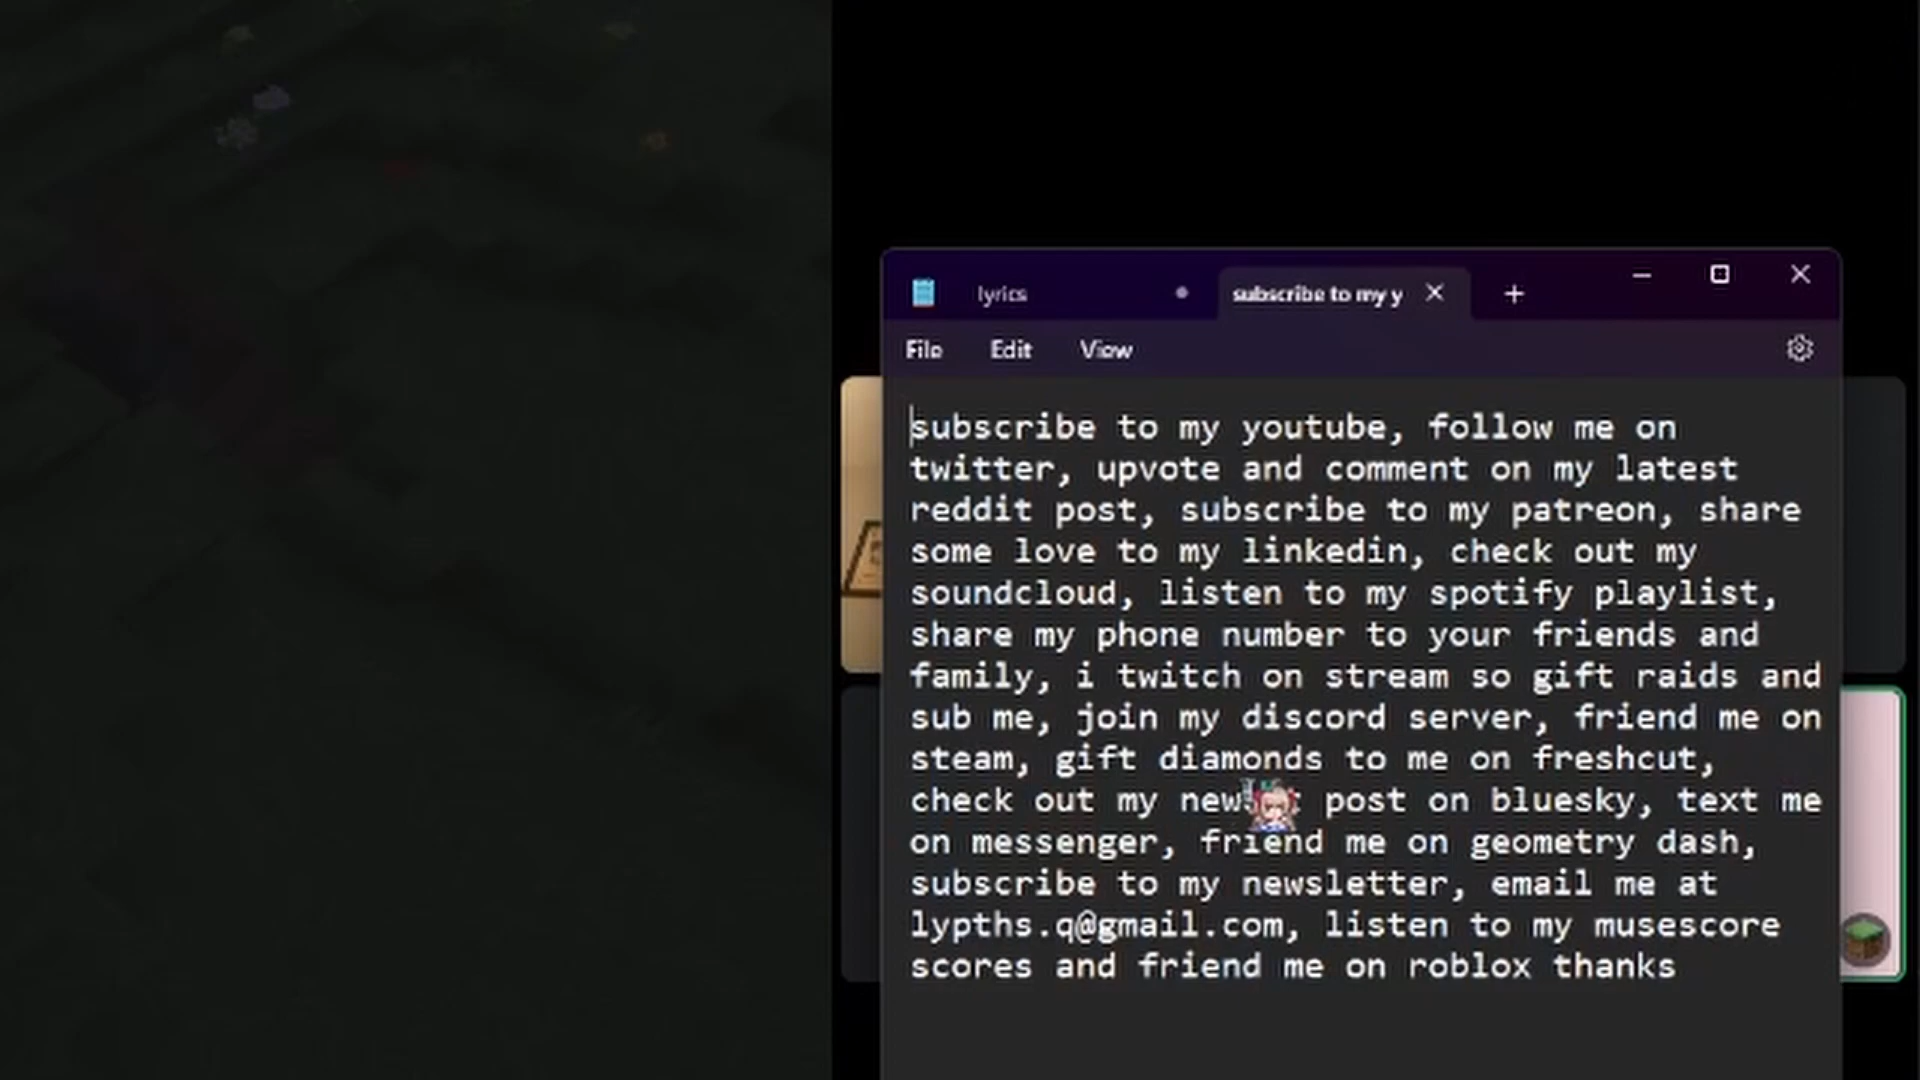 lyrics
subscribe to my y
File Edit View
subscribe to my youtube, follow me on
twitter, upvote and comment on my latest
reddit post, subscribe to my patreon, share
some love to my linkedin, check out my
soundcloud, listen to my spotify playlist,
share my phone number to your friends and
family, i twitch on stream so gift raids and
sub me, join my discord server, friend me on
steam, gift diamonds to me on freshcut,
check out my post on bluesky, text me
on messenger, friend me on geometry dash,
subscribe to my newsletter, email me at
lypths.q@gmail.com, listen to my musescore
scores and friend me on roblox thanks